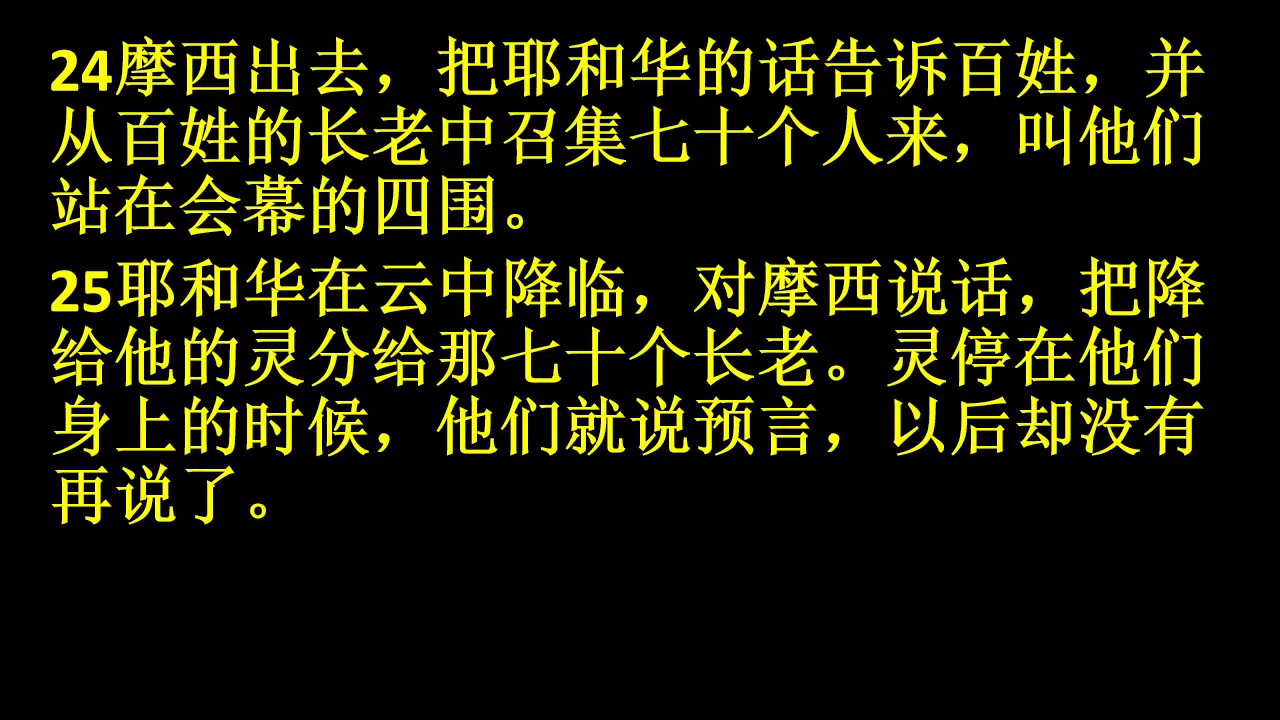 24摩西出去，把耶和华的话告诉百姓，并
从百姓的长老中召集七十个人来，叫他们
站在会幕的四围。
25耶和华在云中降临，对摩西说话，把降
给他的灵分给那七十个长老。灵停在他们
身上的时候，他们就说预言，以后却没有
再说了。